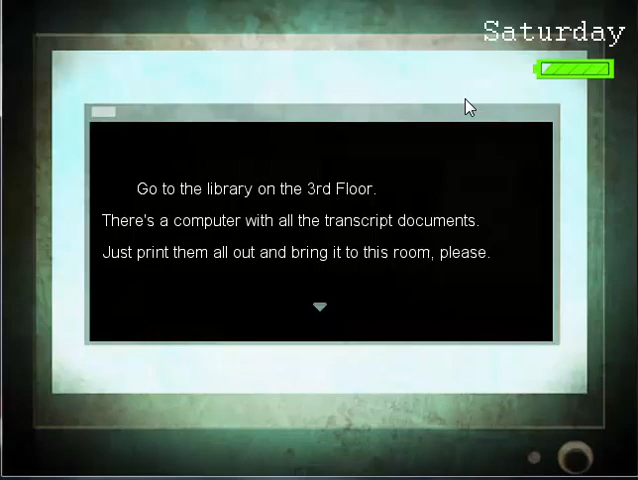 Saturday
Go to the library on the 3rd Floor.
There's a computer with all the transcript documents.
Just print them all out and bring it to this room, please.